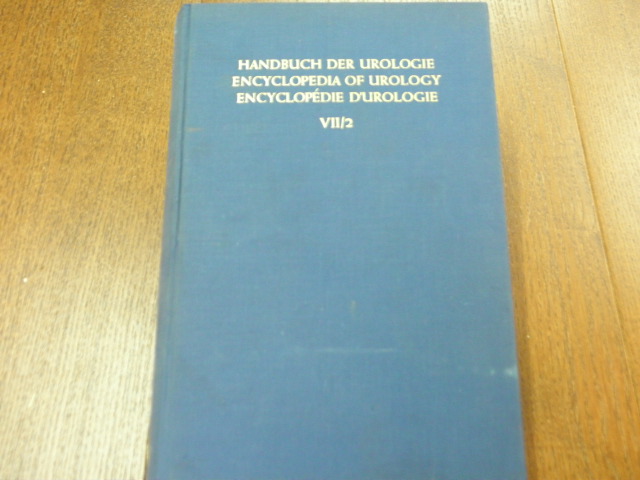 HANDBUCH DER UROLOGIE
ENCYCLOPEDIA OF UROLOGY
ENCYCLOPÉDIE D'UROLOGIE
VII/2